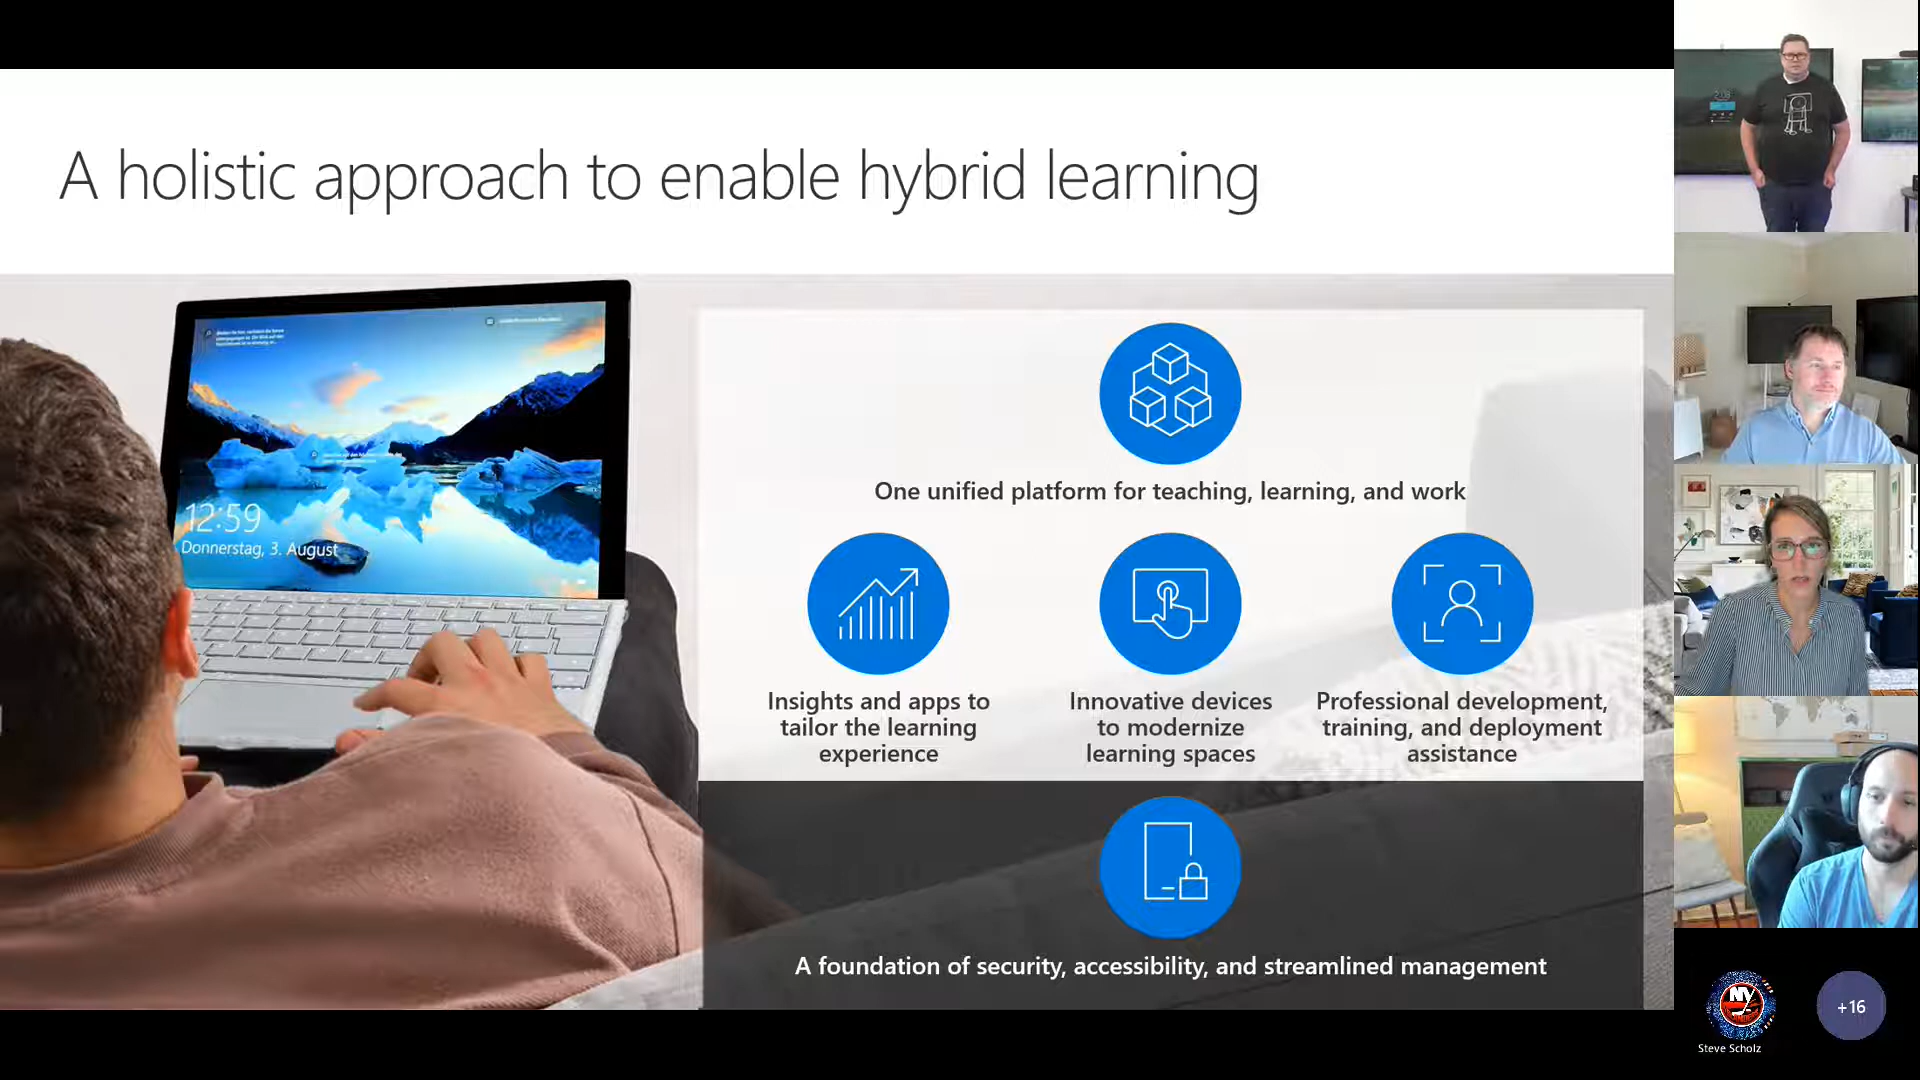 A holistic approach to enable hybrid learning
12:59
Donnerstag, 3. August
One unified platform for teaching, learning, and work
Insights and apps to
tailor the learning
experience
Innovative devices
to modernize
learning spaces
Professional development,
training, and deployment
assistance
A foundation of security, accessibility, and streamlined management
NY
Steve Scholz
+16